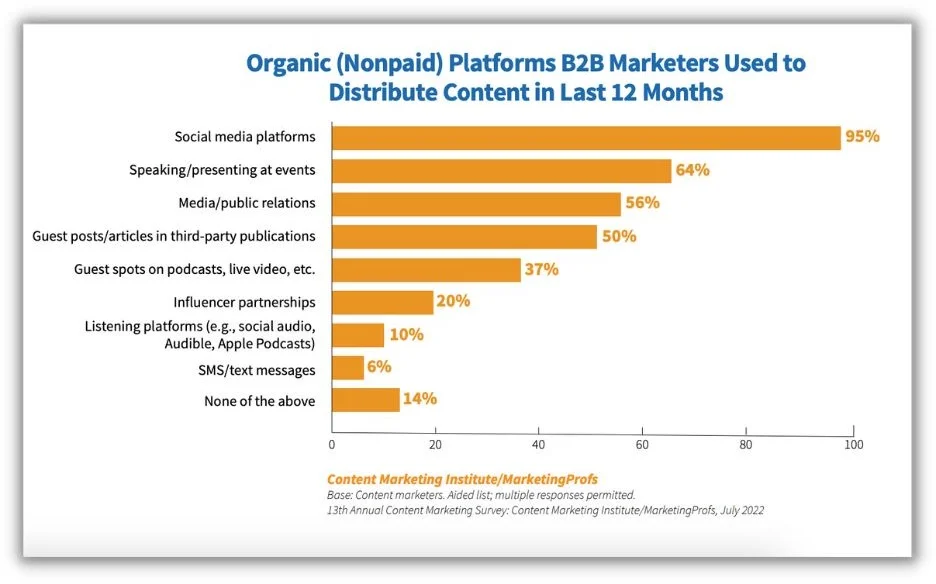 Organic (Nonpaid) Platforms B2B Marketers Used to
Distribute Content in Last 12 Months
Social media platforms 95%
Speaking/presenting at events 64%
Media/public relations 56%
Guest posts/articles in third-party publications 50%
Guest spots on podcasts, live video, etc. 37%
Influencer partnerships 20%
Listening platforms (e.g., social audio,
Audible, Apple Podcasts) 10%
SMS/text messages 6%
None of the above 14%
0 20 40 60 80 100
Content Marketing Institute/MarketingProfs
Base: Content marketers. Aided list; multiple responses permitted.
13th Annual Content Marketing Survey: Content Marketing Institute/MarketingProfs, July 2022